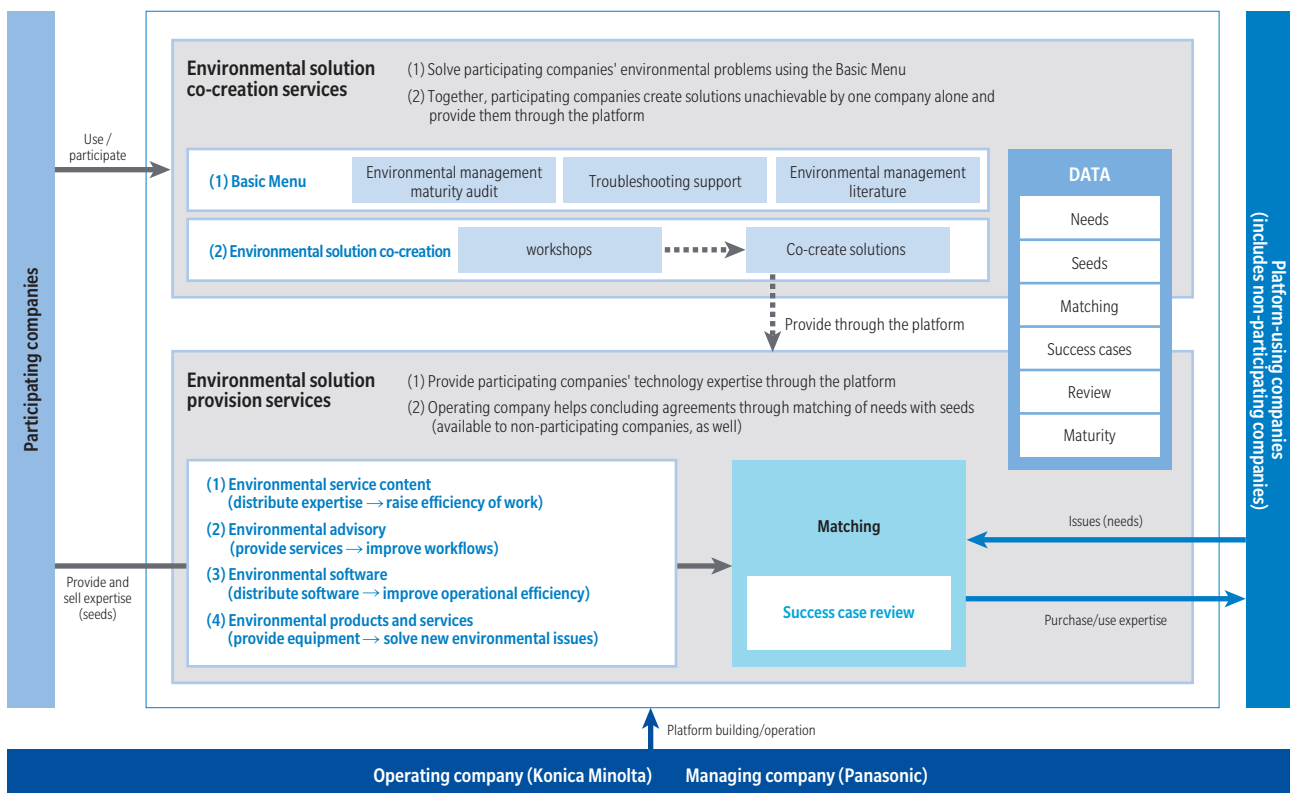 Participating companies
Use /
participate
Provide and
sell expertise
(seeds)
Environmental solution
co-creation services
(1) Solve participating companies' environmental problems using the Basic Menu
(2) Together, participating companies create solutions unachievable by one company alone and
provide them through the platform
(1) Basic Menu
Environmental management
maturity audit
Troubleshooting support
Environmental management
literature
(2) Environmental solution co-creation
workshops
Co-create solutions
Provide through the platform
DATA
Needs
Seeds
Matching
Success cases
Review
Maturity
Environmental solution
provision services
(1) Provide participating companies' technology expertise through the platform
(2) Operating company helps concluding agreements through matching of needs with seeds
(available to non-participating companies, as well)
(1) Environmental service content
(distribute expertise → raise efficiency of work)
(2) Environmental advisory
(provide services → improve workflows)
(3) Environmental software
(distribute software → improve operational efficiency)
(4) Environmental products and services
(provide equipment → solve new environmental issues)
Matching
Success case review
Issues (needs)
Purchase/use expertise
Platform-using companies
(includes non-participating companies)
Platform building/operation
Operating company (Konica Minolta) Managing company (Panasonic)